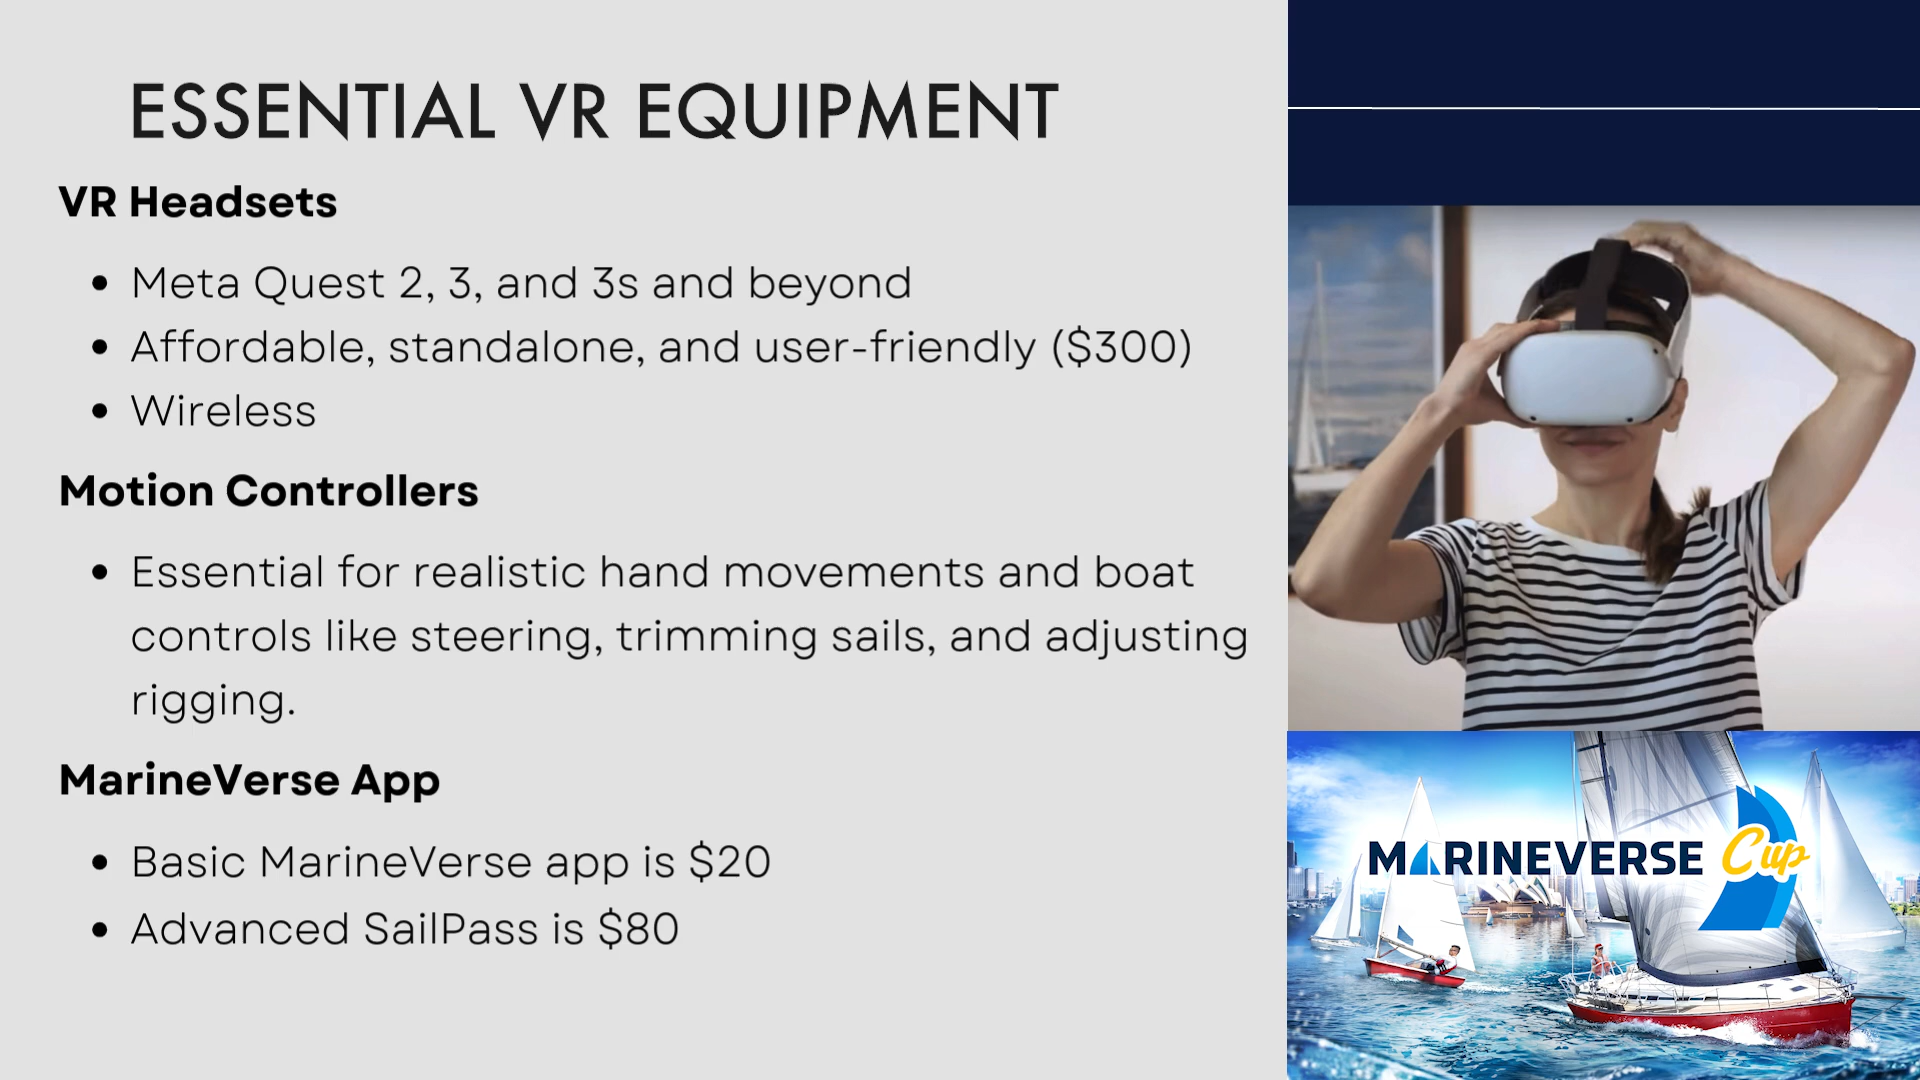 ESSENTIAL VR EQUIPMENT
VR Headsets
• Meta Quest 2, 3, and 3s and beyond
• Affordable, standalone, and user-friendly ($300)
• Wireless
Motion Controllers
• Essential for realistic hand movements and boat
controls like steering, trimming sails, and adjusting
rigging.
MarineVerse App
• Basic MarineVerse app is $20
• Advanced SailPass is $80
MARINEVERSE Cup